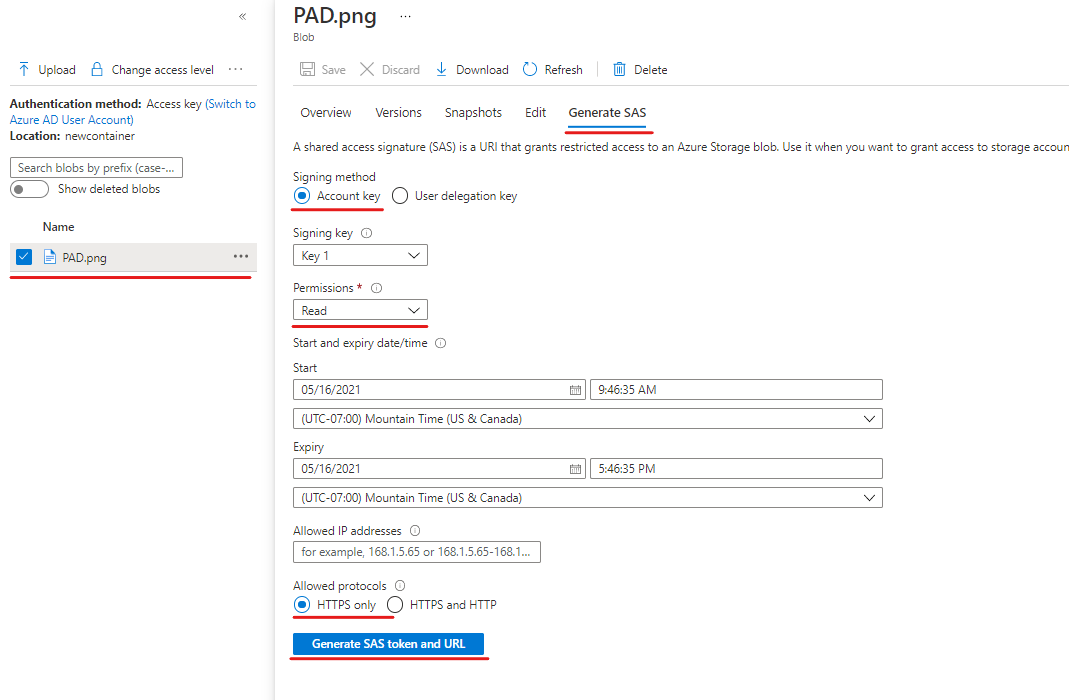 «
Upload
Change access level
...
Authentication method: Access key (Switch to
Azure AD User Account)
Location: newcontainer
Search blobs by prefix (case-...
Show deleted blobs
Name
PAD.png
...
PAD.png
...
Blob
Save
Discard
Download
Refresh
Delete
Overview
Versions
Snapshots
Edit
Generate SAS
A shared access signature (SAS) is a URI that grants restricted access to an Azure Storage blob. Use it when you want to grant access to storage accoun
Signing method
Account key
User delegation key
Signing key
Key 1
Permissions *
Read
Start and expiry date/time
Start
05/16/2021
9:46:35 AM
(UTC-07:00) Mountain Time (US & Canada)
Expiry
05/16/2021
5:46:35 PM
(UTC-07:00) Mountain Time (US & Canada)
Allowed IP addresses
for example, 168.1.5.65 or 168.1.5.65-168.1...
Allowed protocols
HTTPS only
HTTPS and HTTP
Generate SAS token and URL